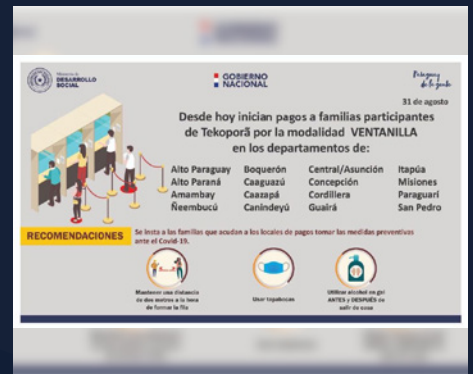 Ministerio de
DESARROLLO
SOCIAL
GOBIERNO
NACIONAL
Paraguay
de la gente
31 de agosto
Desde hoy inician pagos a familias participantes
de Tekoporã por la modalidad VENTANILLA
en los departamentos de:
Alto Paraguay Boquerón Central/Asunción Itapúa
Alto Paraná Caaguazú Concepción Misiones
Amambay Caazapá Cordillera Paraguarí
Ñeembucú Canindeyú Guairá San Pedro
RECOMENDACIONES
Se insta a las familias que acudan a los locales de pagos tomar las medidas preventivas
ante el Covid-19.
Mantener una distancia
de dos metros a la hora
de formar la fila
Usar tapabocas
Utilizar alcohol en gel
ANTES y DESPUÉS de
salir de casa